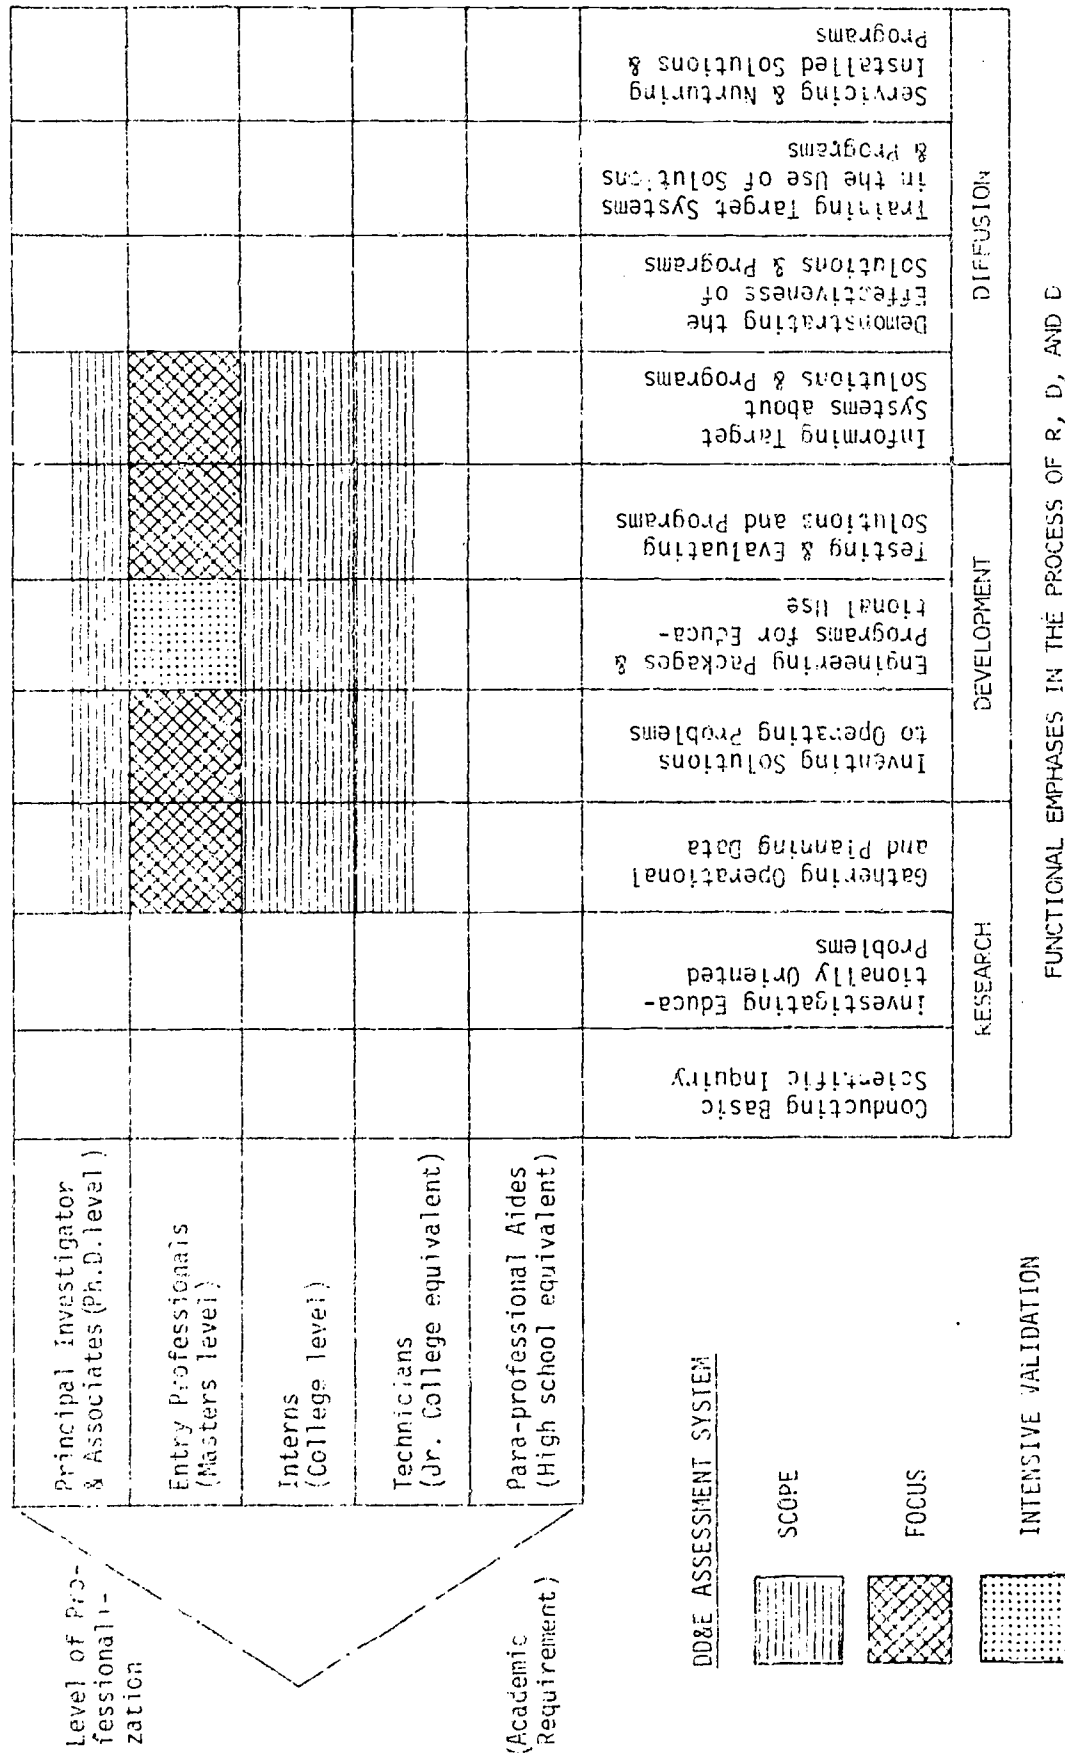 Level of Pro-
fessionali-
zation
(Academic
Requirement)
Principal Investigator
& Associates(Ph.D.level)
Entry Professionals
(Masters level)
Interns
(College level)
Technicians
(Jr. College equivalent)
Para-professional Aides
(High school equivalent)
Conducting Basic
Scientific Inquiry
Investigating Educa-
tionally Oriented
Problems
Gathering Operational
and Planning Data
Inventing Solutions
to Operating Problems
Engineering Packages &
Programs for Educa-
tional Use
Testing & Evaluating
Solutions and Programs
Informing Target
Systems about
Solutions & Programs
Demonstrating the
Effectiveness of
Solutions & Programs
Training Target Systems
in the Use of Solutions
& Programs
Servicing & Nurturing
Installed Solutions &
Programs
RESEARCH
DEVELOPMENT
DIFFUSION
FUNCTIONAL EMPHASES IN THE PROCESS OF R, D, AND D
DD&E ASSESSMENT SYSTEM
SCOPE
FOCUS
INTENSIVE VALIDATION